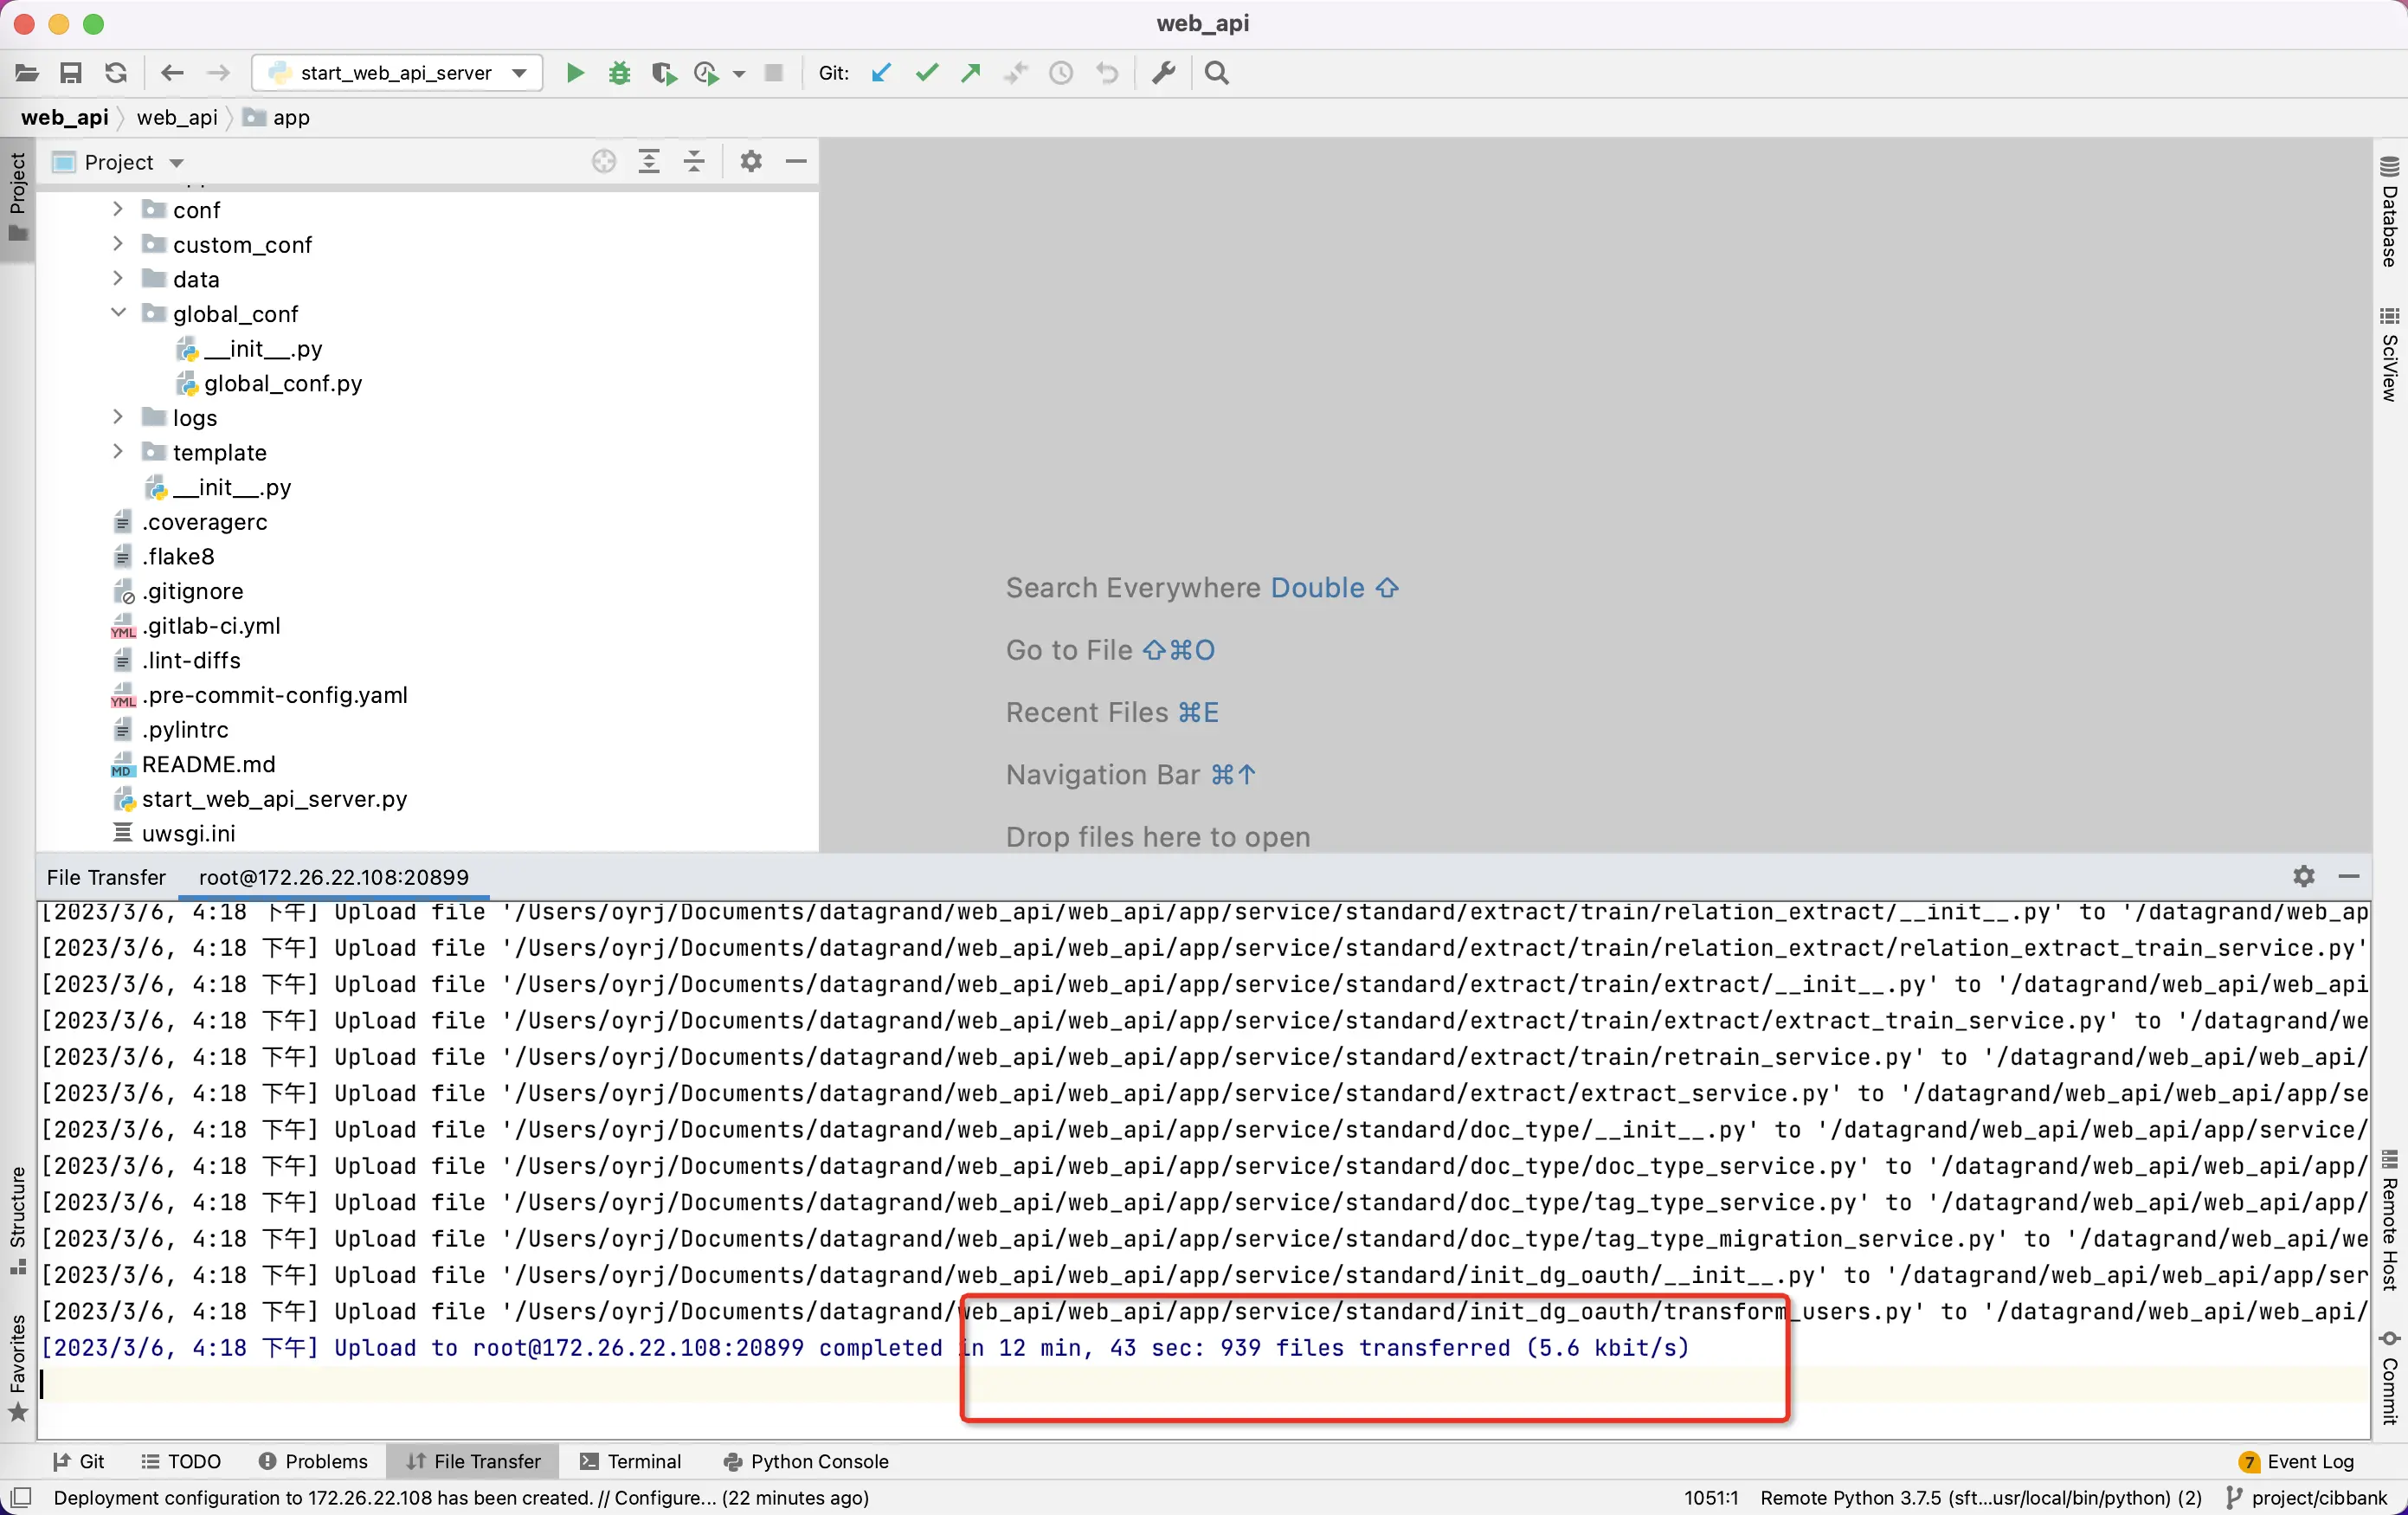 web_api
start_web_api_server
Git:
web_api
web_api
app
Project
Project
conf
custom_conf
data
global_conf
__init__.py
global_conf.py
logs
template
__init__.py
.coveragerc
.flake8
.gitignore
YML .gitlab-ci.yml
.lint-diffs
YML .pre-commit-config.yaml
.pylintrc
MD README.md
start_web_api_server.py
uwsgi.ini
Search Everywhere Double ⇧
Go to File ⇧⌘O
Recent Files ⌘E
Navigation Bar ⌘↑
Drop files here to open
Database
SciView
File Transfer root@172.26.22.108:20899
[2023/3/6, 4:18 下午] Upload file '/Users/oyrj/Documents/datagrand/web_api/web_api/app/service/standard/extract/train/relation_extract/__init__.py' to '/datagrand/web_ap
[2023/3/6, 4:18 下午] Upload file '/Users/oyrj/Documents/datagrand/web_api/web_api/app/service/standard/extract/train/relation_extract/relation_extract_train_service.py'
[2023/3/6, 4:18 下午] Upload file '/Users/oyrj/Documents/datagrand/web_api/web_api/app/service/standard/extract/train/extract/__init__.py' to '/datagrand/web_api/web_api
[2023/3/6, 4:18 下午] Upload file '/Users/oyrj/Documents/datagrand/web_api/web_api/app/service/standard/extract/train/extract/extract_train_service.py' to '/datagrand/we
[2023/3/6, 4:18 下午] Upload file '/Users/oyrj/Documents/datagrand/web_api/web_api/app/service/standard/extract/train/retrain_service.py' to '/datagrand/web_api/web_api/
[2023/3/6, 4:18 下午] Upload file '/Users/oyrj/Documents/datagrand/web_api/web_api/app/service/standard/extract/extract_service.py' to '/datagrand/web_api/web_api/app/se
[2023/3/6, 4:18 下午] Upload file '/Users/oyrj/Documents/datagrand/web_api/web_api/app/service/standard/doc_type/__init__.py' to '/datagrand/web_api/web_api/app/service/
[2023/3/6, 4:18 下午] Upload file '/Users/oyrj/Documents/datagrand/web_api/web_api/app/service/standard/doc_type/doc_type_service.py' to '/datagrand/web_api/web_api/app/
[2023/3/6, 4:18 下午] Upload file '/Users/oyrj/Documents/datagrand/web_api/web_api/app/service/standard/doc_type/tag_type_service.py' to '/datagrand/web_api/web_api/app/
[2023/3/6, 4:18 下午] Upload file '/Users/oyrj/Documents/datagrand/web_api/web_api/app/service/standard/doc_type/tag_type_migration_service.py' to '/datagrand/web_api/we
[2023/3/6, 4:18 下午] Upload file '/Users/oyrj/Documents/datagrand/web_api/web_api/app/service/standard/init_dg_oauth/__init__.py' to '/datagrand/web_api/web_api/app/ser
[2023/3/6, 4:18 下午] Upload file '/Users/oyrj/Documents/datagrand/web_api/web_api/app/service/standard/init_dg_oauth/transform_users.py' to '/datagrand/web_api/web_api/
[2023/3/6, 4:18 下午] Upload to root@172.26.22.108:20899 completed in 12 min, 43 sec: 939 files transferred (5.6 kbit/s)
Structure
Favorites
Remote Host
Commit
Git TODO Problems File Transfer Terminal Python Console 7 Event Log
Deployment configuration to 172.26.22.108 has been created. // Configure... (22 minutes ago) 1051:1 Remote Python 3.7.5 (sft...usr/local/bin/python) (2) project/cibbank